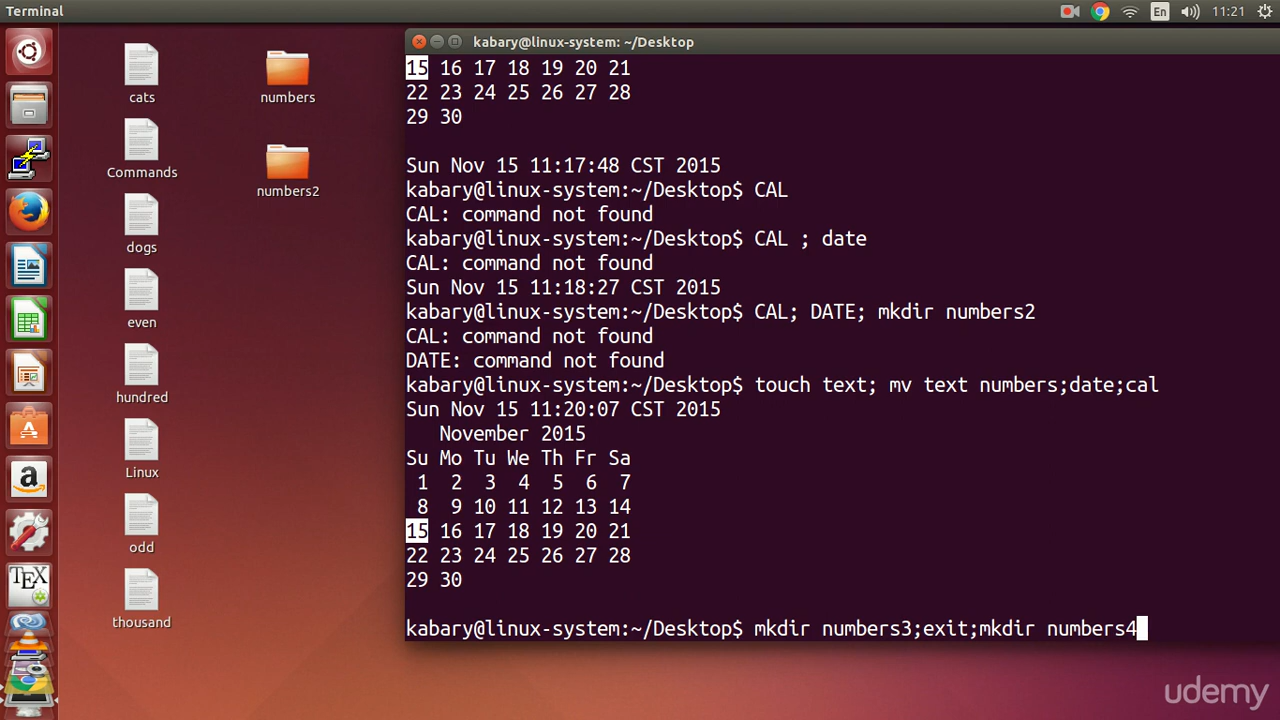 Terminal
En
11:21
cats
Commands
dogs
even
hundred
Linux
odd
thousand
numbers
numbers2
kabary@linuxsystem: ~/Desktop
15 16 17 18 19 20 21
22 23 24 25 26 27 28
29 30
Sun Nov 15 11:17:48 CST 2015
kabary@linux-system:~/Desktop$ CAL
CAL: command not found
kabary@linux-system:~/Desktop$ CAL ; date
CAL: command not found
Sun Nov 15 11:18:27 CST 2015
kabary@linux-system:~/Desktop$ CAL; DATE; mkdir numbers2
CAL: command not found
DATE: command not found
kabary@linux-system:~/Desktop$ touch text; mv text numbers;date;cal
Sun Nov 15 11:20:07 CST 2015
November 2015
Su Mo Tu We Th Fr Sa
1 2 3 4 5 6 7
8 9 10 11 12 13 14
15 16 17 18 19 20 21
22 23 24 25 26 27 28
29 30
kabary@linux-system:~/Desktop$ mkdir numbers3;exit;mkdir numbers4
a
TEX
udemy